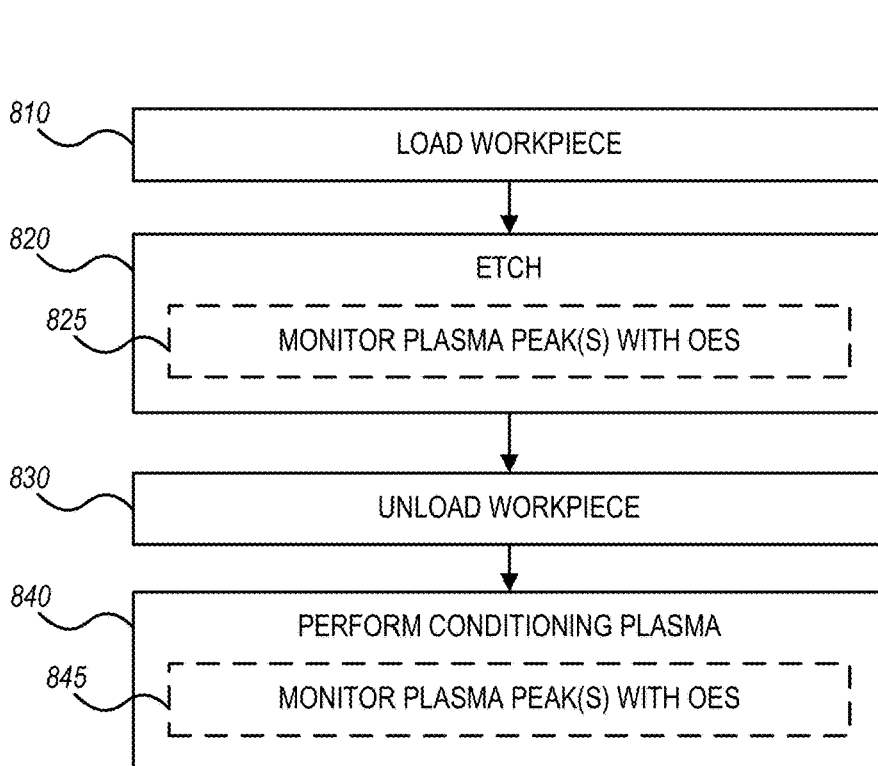 810
LOAD WORKPIECE
820
ETCH
825
MONITOR PLASMA PEAK(S) WITH OES
830
UNLOAD WORKPIECE
840
PERFORM CONDITIONING PLASMA
845
MONITOR PLASMA PEAK(S) WITH OES